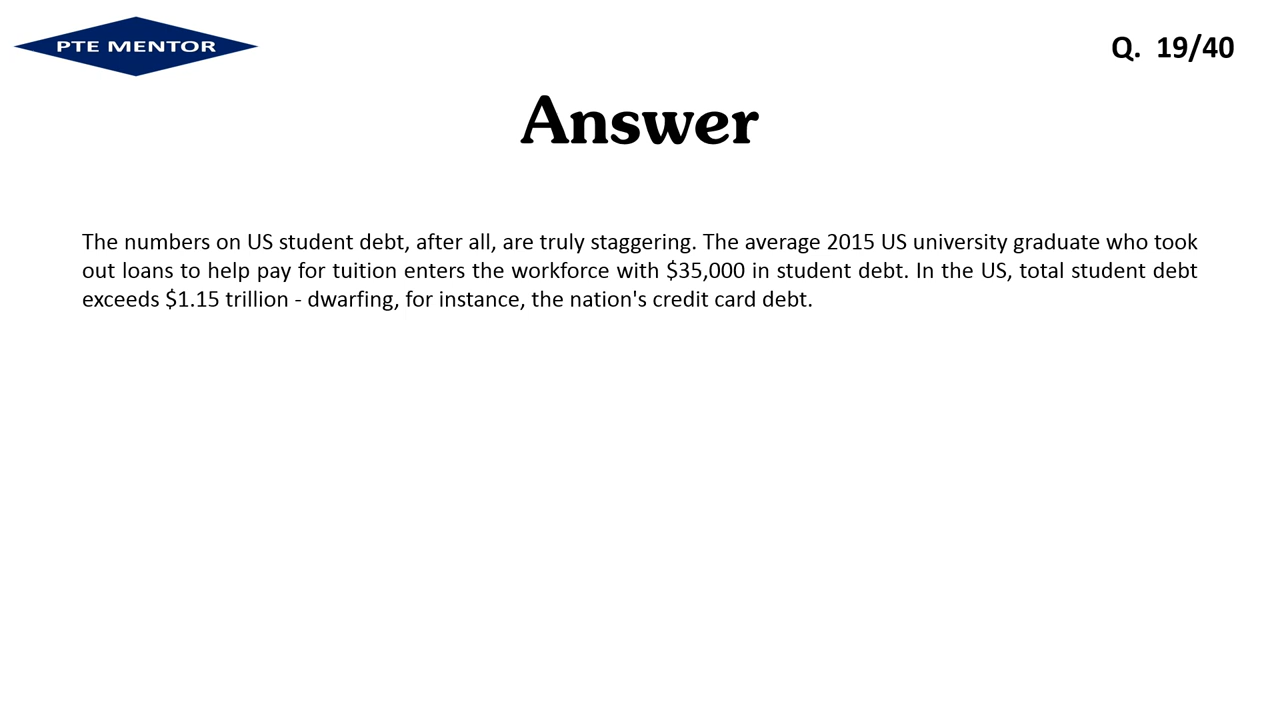 PTE MENTOR
Q. 19/40
Answer
The numbers on US student debt, after all, are truly staggering. The average 2015 US university graduate who took
out loans to help pay for tuition enters the workforce with $35,000 in student debt. In the US, total student debt
exceeds $1.15 trillion - dwarfing, for instance, the nation's credit card debt.